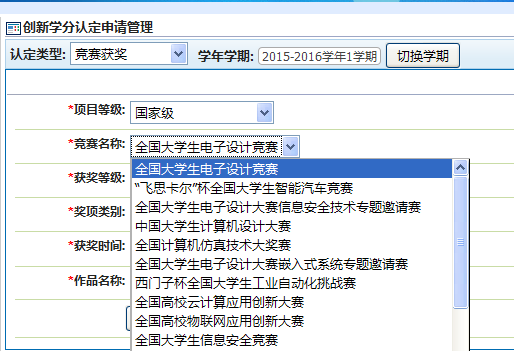 创新学分认定申请管理
认定类型: 竞赛获奖 学年学期: 2015-2016学年1学期 切换学期
*项目等级: 国家级
*竞赛名称: 全国大学生电子设计竞赛
*获奖等级:
*奖项类别:
*获奖时间:
*作品名称:
全国大学生电子设计竞赛
“飞思卡尔”杯全国大学生智能汽车竞赛
全国大学生电子设计大赛信息安全技术专题邀请赛
中国大学生计算机设计大赛
全国计算机仿真技术大奖赛
全国大学生电子设计大赛嵌入式系统专题邀请赛
西门子杯全国大学生工业自动化挑战赛
全国高校云计算应用创新大赛
全国高校物联网应用创新大赛
全国大学生信息安全竞赛